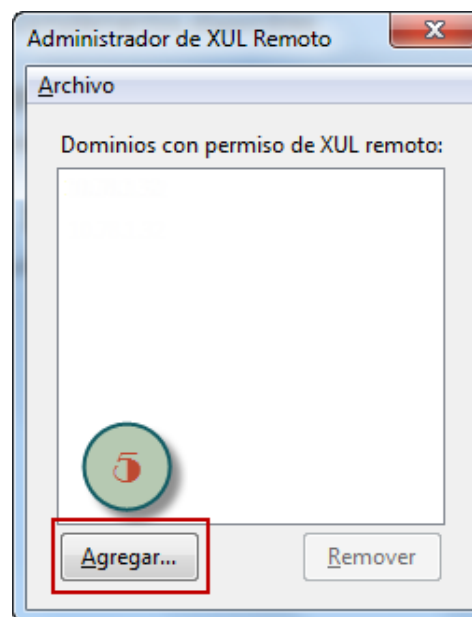 Administrador de XUL Remoto
Archivo
Dominios con permiso de XUL remoto:
5
Agregar...
Remover